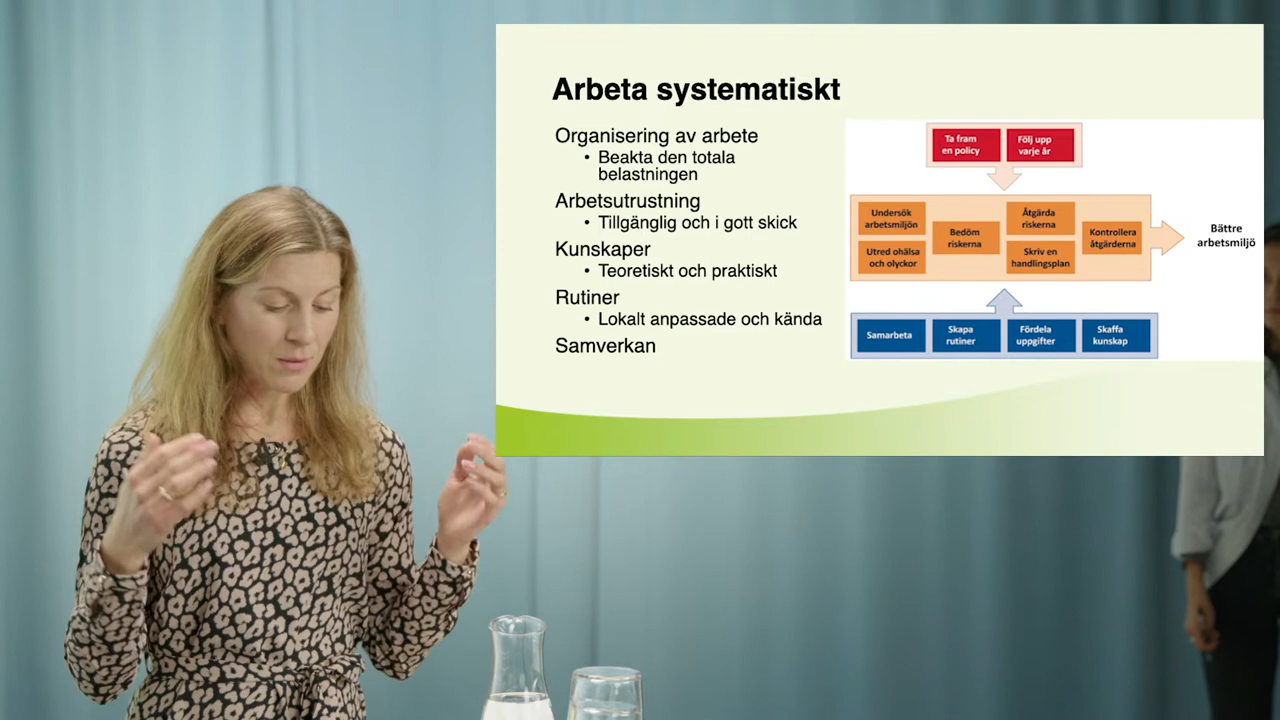 Arbeta systematiskt
Organisering av arbete
• Beakta den totala
belastningen
Arbetsutrustning
• Tillgänglig och i gott skick
Kunskaper
• Teoretiskt och praktiskt
Rutiner
• Lokalt anpassade och kända
Samverkan
Ta fram
en policy
Följ upp
varje år
Undersök
arbetsmiljön
Utred ohälsa
och olyckor
Bedöm
riskerna
Åtgärda
riskerna
Skriv en
handlingsplan
Kontrollera
åtgärderna
Bättre
arbetsmiljö
Samarbeta
Skapa
rutiner
Fördela
uppgifter
Skaffa
kunskap